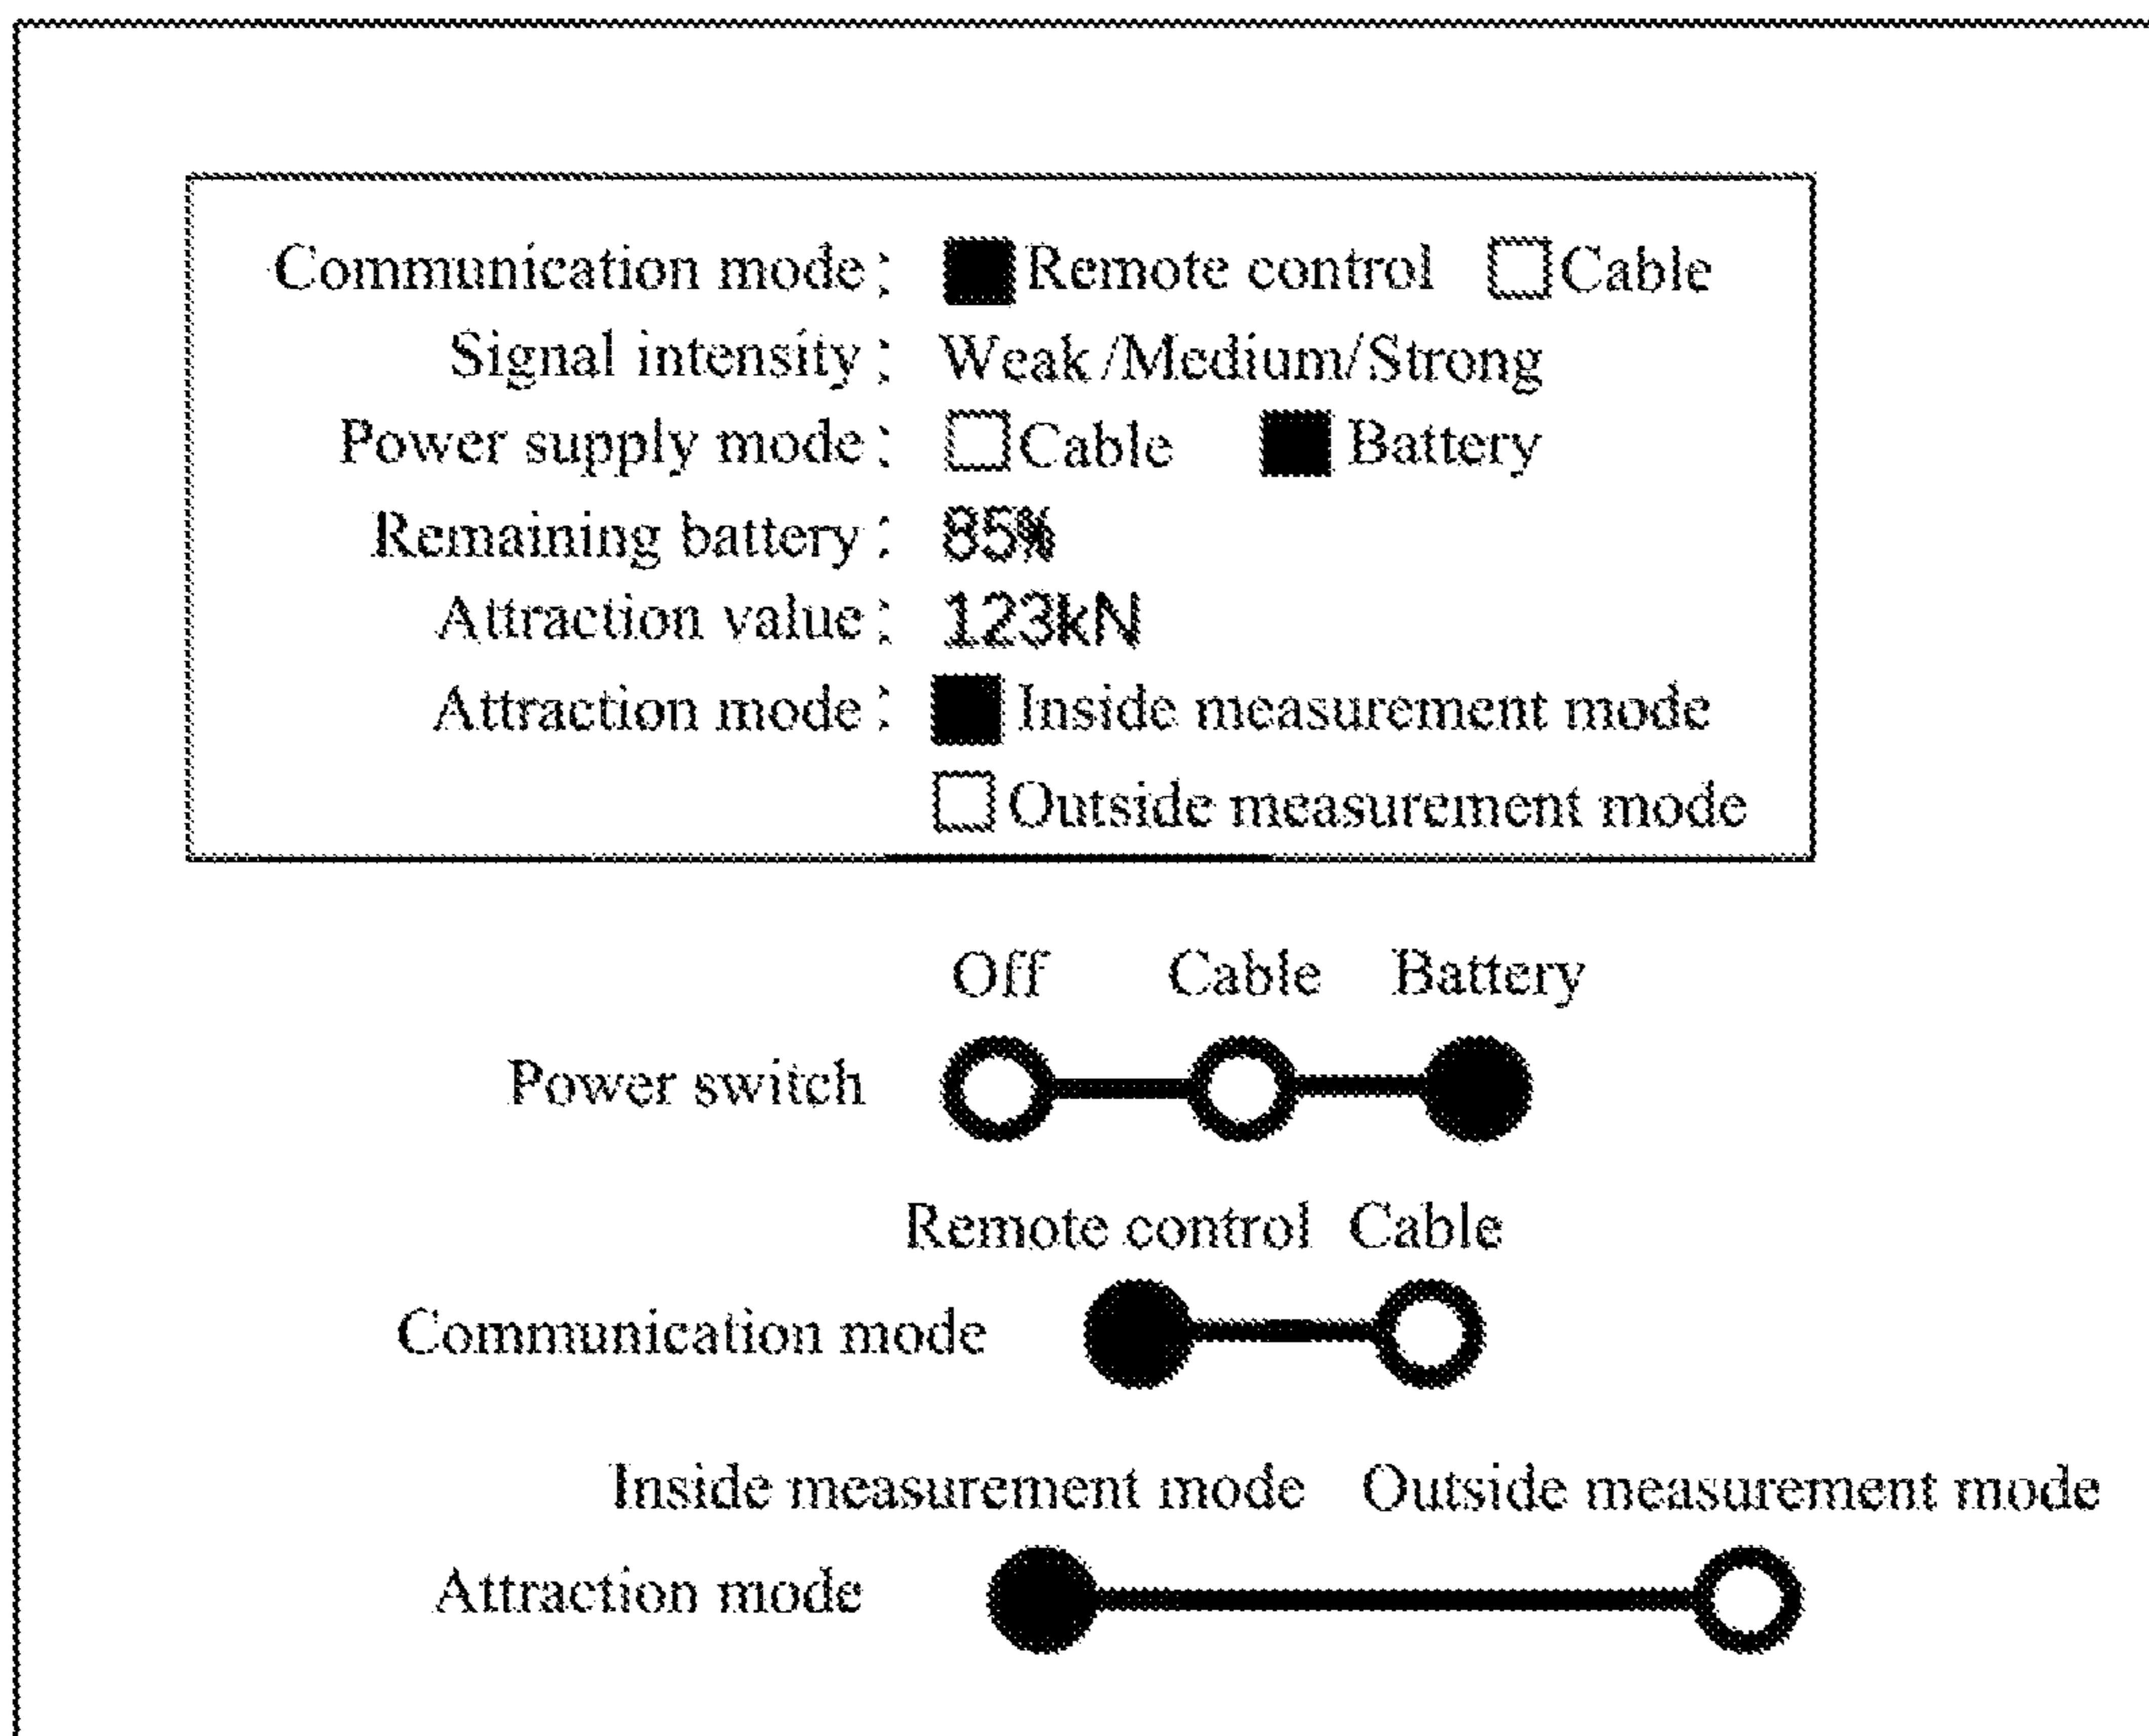 Communication mode: Remote control Cable
Signal intensity: Weak /Medium/Strong
Power supply mode: Cable Battery
Remaining battery: 85%
Attraction value: 123kN
Attraction mode: Inside measurement mode
Outside measurement mode
Off Cable Battery
Power switch
Remote control Cable
Communication mode
Inside measurement mode Outside measurement mode
Attraction mode